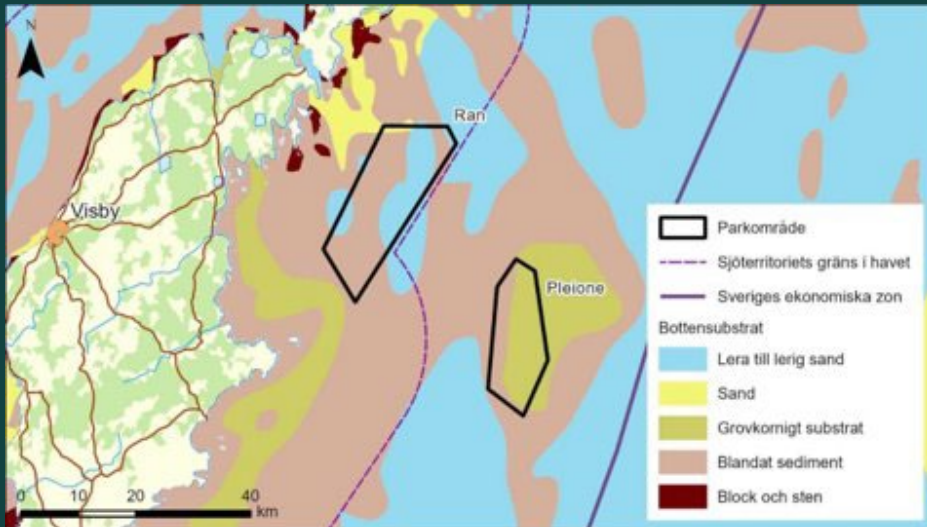 N
Ran
Visby
Pleione
0 10 20 40
km
Parkområde
Sjöterritoriets gräns i havet
Sveriges ekonomiska zon
Bottensubstrat
Lera till lerig sand
Sand
Grovkornigt substrat
Blandat sediment
Block och sten